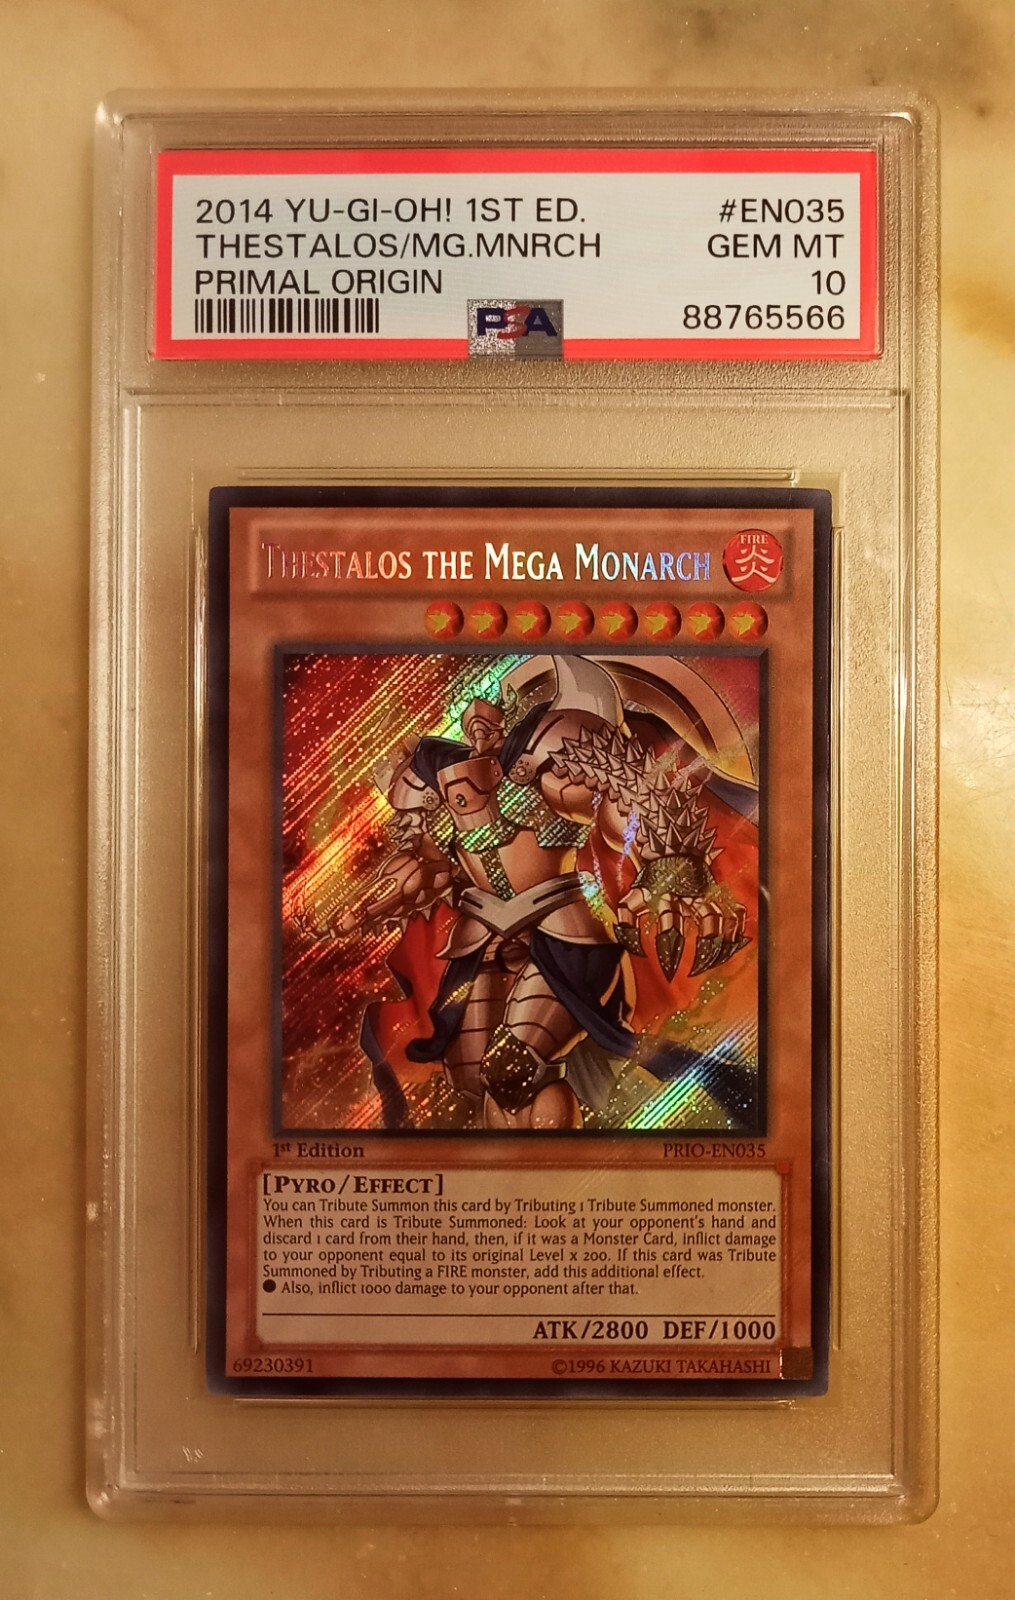 2014 YU-GI-OH! 1ST ED. #EN035
THESTALOS/MG.MNRCH GEM MT
PRIMAL ORIGIN 10
PSA 88765566
THESTALOS THE MEGA MONARCH FIRE
炎
1st Edition PRIO-EN035
[PYRO/EFFECT]
You can Tribute Summon this card by Tributing 1 Tribute Summoned monster.
When this card is Tribute Summoned: Look at your opponent's hand and
discard 1 card from their hand, then, if it was a Monster Card, inflict damage
to your opponent equal to its original Level x 200. If this card was Tribute
Summoned by Tributing a FIRE monster, add this additional effect.
● Also, inflict 1000 damage to your opponent after that.
ATK/2800 DEF/1000
69230391 ©1996 KAZUKI TAKAHASHI